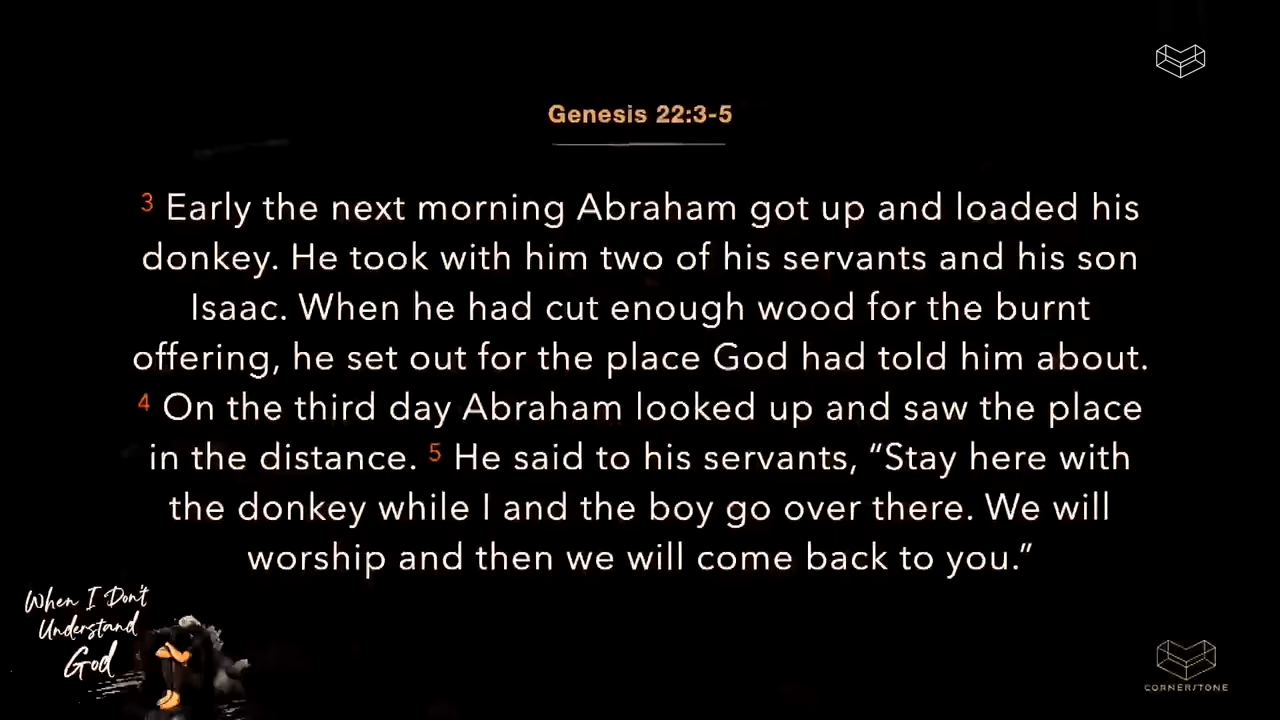 Genesis 22:3-5
3 Early the next morning Abraham got up and loaded his
donkey. He took with him two of his servants and his son
Isaac. When he had cut enough wood for the burnt
offering, he set out for the place God had told him about.
4 On the third day Abraham looked up and saw the place
in the distance. 5 He said to his servants, “Stay here with
the donkey while I and the boy go over there. We will
worship and then we will come back to you.”
When I Don't
Understand
God
CORNERSTONE